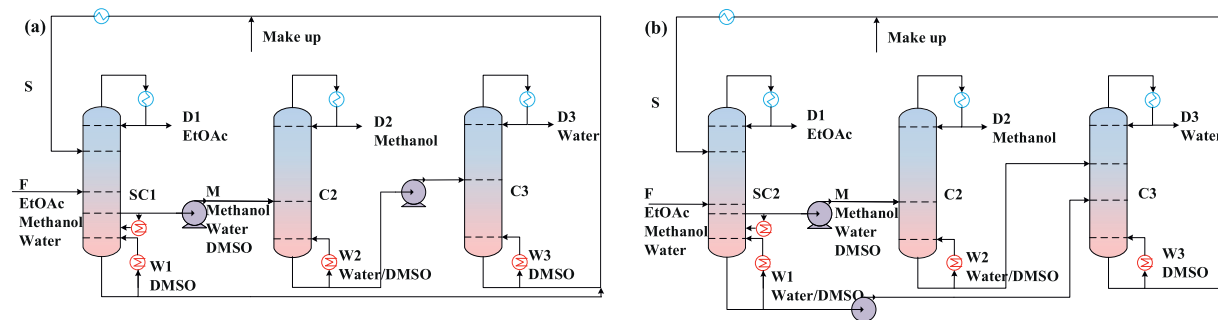 (a)
Make up
S
D1
EtOAc
D2
Methanol
D3
Water
F
EtOAc
Methanol
Water
SC1
M
Methanol
Water
DMSO
C2
C3
W1
DMSO
W2
Water/DMSO
W3
DMSO
(b)
Make up
S
D1
EtOAc
D2
Methanol
D3
Water
F
EtOAc
Methanol
Water
SC2
M
Methanol
Water
DMSO
C2
C3
W1
Water/DMSO
W2
Water/DMSO
W3
DMSO